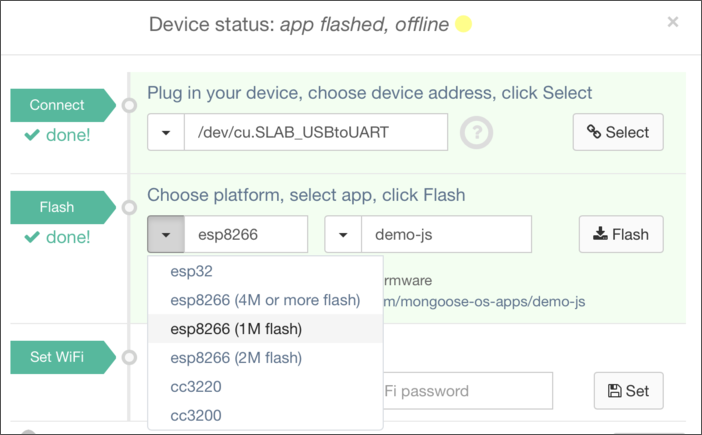 Device status: app flashed, offline
×
Connect
done!
Plug in your device, choose device address, click Select
/dev/cu.SLAB_USBtoUART
?
Select
Flash
done!
Choose platform, select app, click Flash
esp8266
demo-js
Flash
esp32
esp8266 (4M or more flash)
esp8266 (1M flash)
esp8266 (2M flash)
cc3220
cc3200
rmware
m/mongoose-os-apps/demo-js
Set WiFi
Fi password
Set